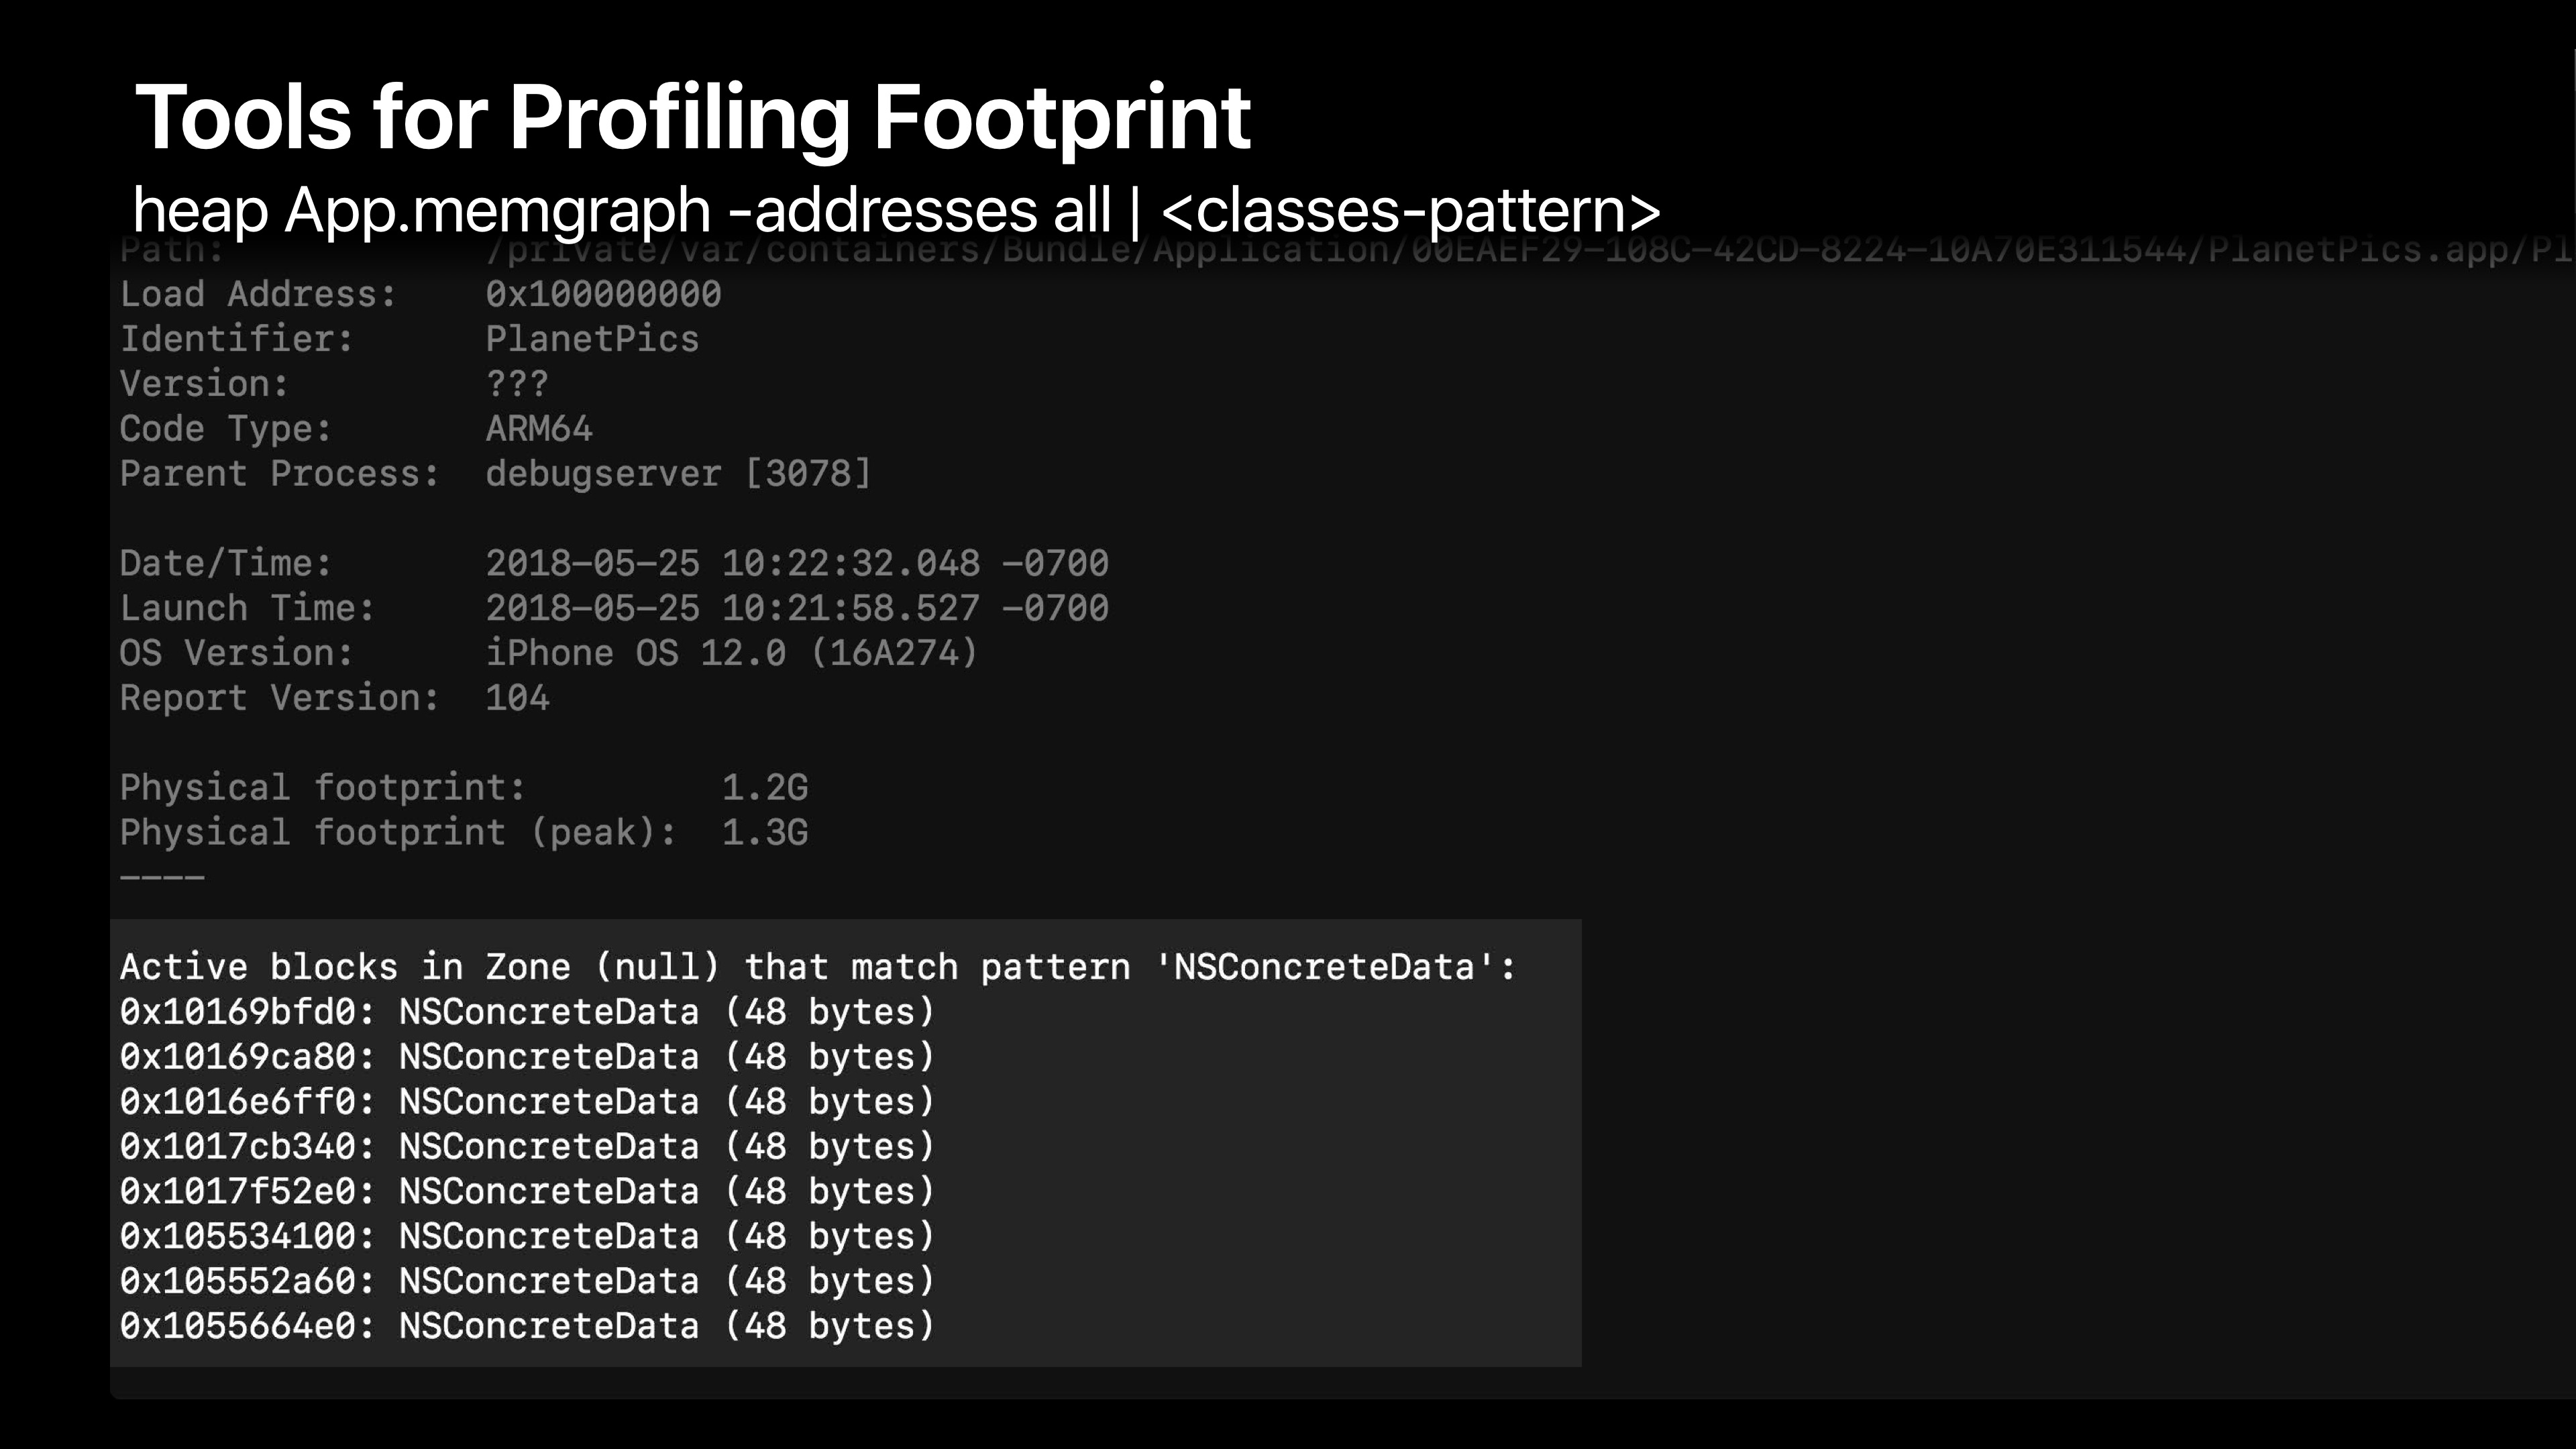 Tools for Profiling Footprint
heap App.memgraph -addresses all | <classes-pattern>
Path: /private/var/containers/Bundle/Application/00EAEF29-108C-42CD-8224-10A70E311544/PlanetPics.app/Pl
Load Address: 0x100000000
Identifier: PlanetPics
Version: ???
Code Type: ARM64
Parent Process: debugserver [3078]
Date/Time: 2018-05-25 10:22:32.048 -0700
Launch Time: 2018-05-25 10:21:58.527 -0700
OS Version: iPhone OS 12.0 (16A274)
Report Version: 104
Physical footprint: 1.2G
Physical footprint (peak): 1.3G
----
Active blocks in Zone (null) that match pattern 'NSConcreteData':
0x10169bfd0: NSConcreteData (48 bytes)
0x10169ca80: NSConcreteData (48 bytes)
0x1016e6ff0: NSConcreteData (48 bytes)
0x1017cb340: NSConcreteData (48 bytes)
0x1017f52e0: NSConcreteData (48 bytes)
0x105534100: NSConcreteData (48 bytes)
0x105552a60: NSConcreteData (48 bytes)
0x1055664e0: NSConcreteData (48 bytes)